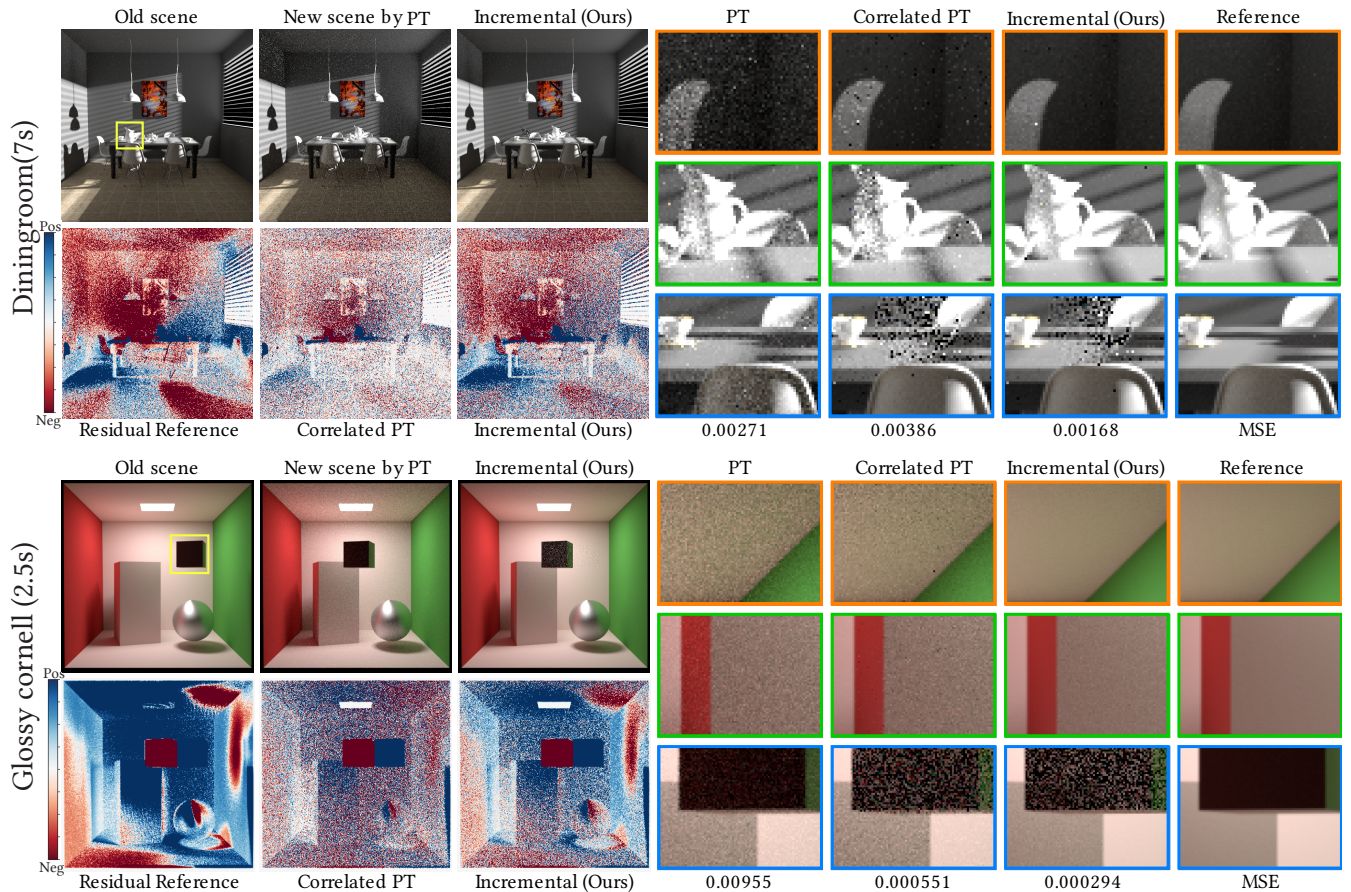 Old scene
New scene by PT
Incremental (Ours)
PT
Correlated PT
Incremental (Ours)
Reference
Diningroom(7s)
Pos
Neg
Residual Reference
Correlated PT
Incremental (Ours)
0.00271
0.00386
0.00168
MSE
Old scene
New scene by PT
Incremental (Ours)
PT
Correlated PT
Incremental (Ours)
Reference
Glossy cornell (2.5s)
Pos
Neg
Residual Reference
Correlated PT
Incremental (Ours)
0.00955
0.000551
0.000294
MSE